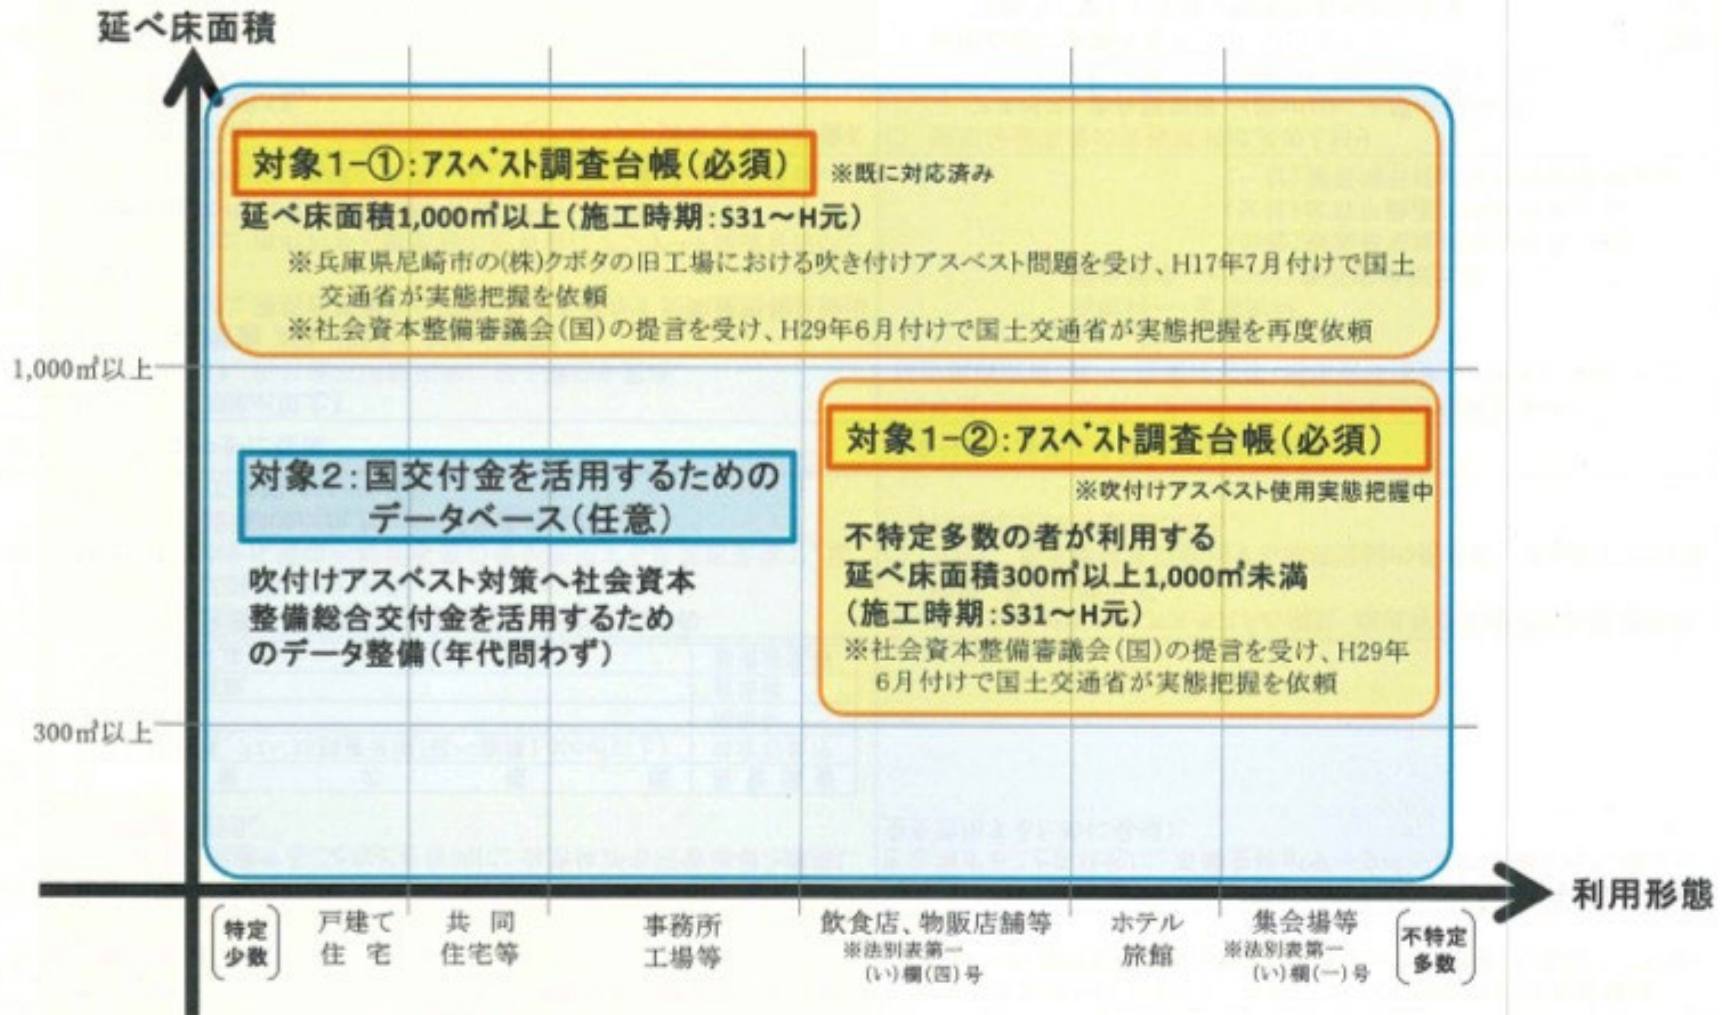 延べ床面積
対象1-①:アスベスト調査台帳(必須)
※既に対応済み
延べ床面積1,000㎡以上(施工時期:S31～H元)
※兵庫県尼崎市の(株)クボタの旧工場における吹き付けアスベスト問題を受け、H17年7月付けで国土
交通省が実態把握を依頼
※社会資本整備審議会(国)の提言を受け、H29年6月付けで国土交通省が実態把握を再度依頼
1,000㎡以上
対象1-②:アスベスト調査台帳(必須)
※吹付けアスベスト使用実態把握中
不特定多数の者が利用する
延べ床面積300㎡以上1,000㎡未満
(施工時期:S31～H元)
※社会資本整備審議会(国)の提言を受け、H29年
6月付けで国土交通省が実態把握を依頼
対象2:国交付金を活用するための
データベース(任意)
吹付けアスベスト対策へ社会資本
整備総合交付金を活用するため
のデータ整備(年代問わず)
300㎡以上
利用形態
特定
少数
戸建て
住 宅
共 同
住宅等
事務所
工場等
飲食店、物販店舗等
※法別表第一
(い)欄(四)号
ホテル
旅館
集会場等
※法別表第一
(い)欄(一)号
不特定
多数